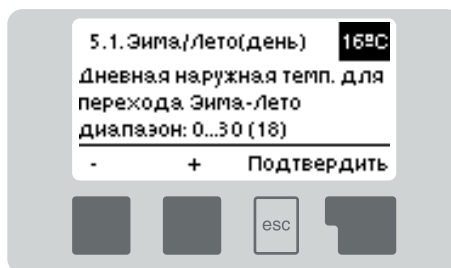 5.1.Зима/Лето(день) 16ºC
Дневная наружная темп. для
перехода Зима-Лето
диапазон: 0...30 (18)
- + Подтвердить
esc